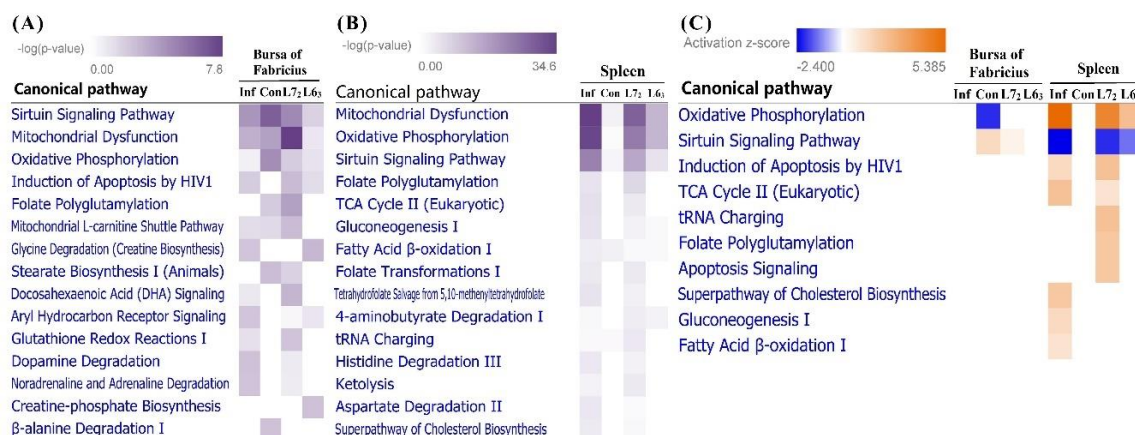 (A)
-log(p-value)
0.00
7.8
Bursa of
Fabricius
Canonical pathway
Inf Con L7₂ L6₃
Sirtuin Signaling Pathway
Mitochondrial Dysfunction
Oxidative Phosphorylation
Induction of Apoptosis by HIV1
Folate Polyglutamylation
Mitochondrial L-carnitine Shuttle Pathway
Glycine Degradation (Creatine Biosynthesis)
Stearate Biosynthesis I (Animals)
Docosahexaenoic Acid (DHA) Signaling
Aryl Hydrocarbon Receptor Signaling
Glutathione Redox Reactions I
Dopamine Degradation
Noradrenaline and Adrenaline Degradation
Creatine-phosphate Biosynthesis
β-alanine Degradation I
(B)
-log(p-value)
0.00
34.6
Spleen
Canonical pathway
Inf Con L7₂ L6₃
Mitochondrial Dysfunction
Oxidative Phosphorylation
Sirtuin Signaling Pathway
Folate Polyglutamylation
TCA Cycle II (Eukaryotic)
Gluconeogenesis I
Fatty Acid β-oxidation I
Folate Transformations I
Tetrahydrofolate Salvage from 5,10-methenyltetrahydrofolate
4-aminobutyrate Degradation I
tRNA Charging
Histidine Degradation III
Ketolysis
Aspartate Degradation II
Superpathway of Cholesterol Biosynthesis
(C)
Activation z-score
-2.400
5.385
Bursa of
Fabricius
Spleen
Canonical pathway
Inf Con L7₂ L6₃ Inf Con L7₂ L6₃
Oxidative Phosphorylation
Sirtuin Signaling Pathway
Induction of Apoptosis by HIV1
TCA Cycle II (Eukaryotic)
tRNA Charging
Folate Polyglutamylation
Apoptosis Signaling
Superpathway of Cholesterol Biosynthesis
Gluconeogenesis I
Fatty Acid β-oxidation I